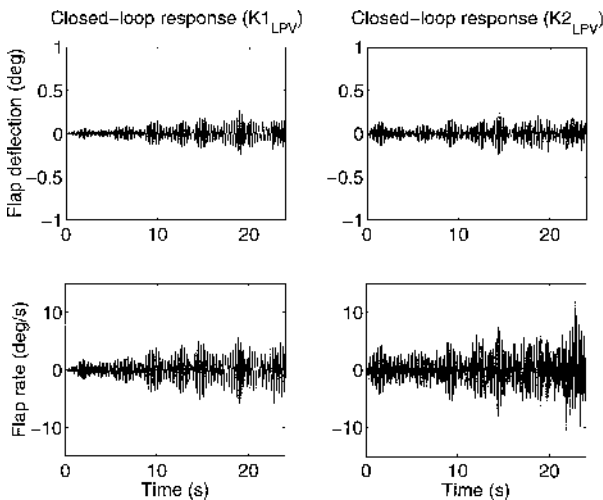 Closed-loop response (K1LPV) Closed-loop response (K2LPV)
Flap deflection (deg)
1
0.5
0
-0.5
-1
0 10 20
1
0.5
0
-0.5
-1
0 10 20
Time (s)
Flap rate (deg/s)
10
0
-10
0 10 20
Time (s)
10
0
-10
0 10 20
Time (s)